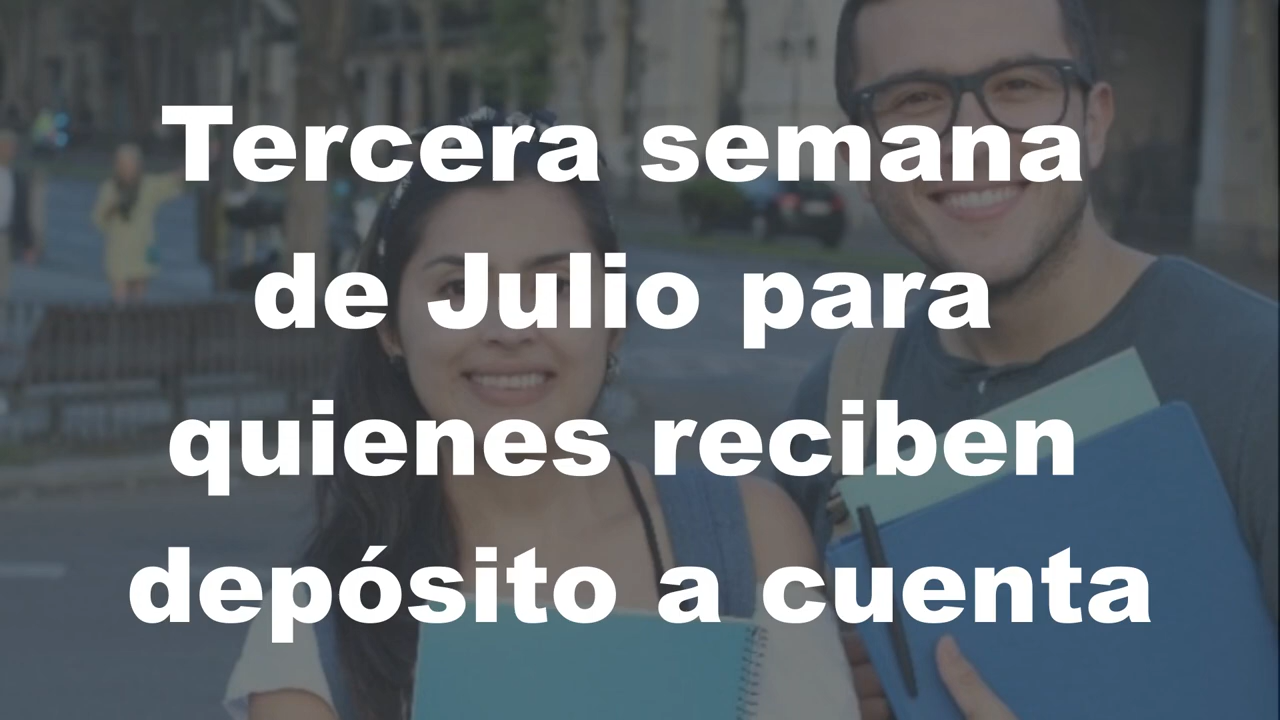 Tercera semana
de Julio para
quienes reciben
depósito a cuenta